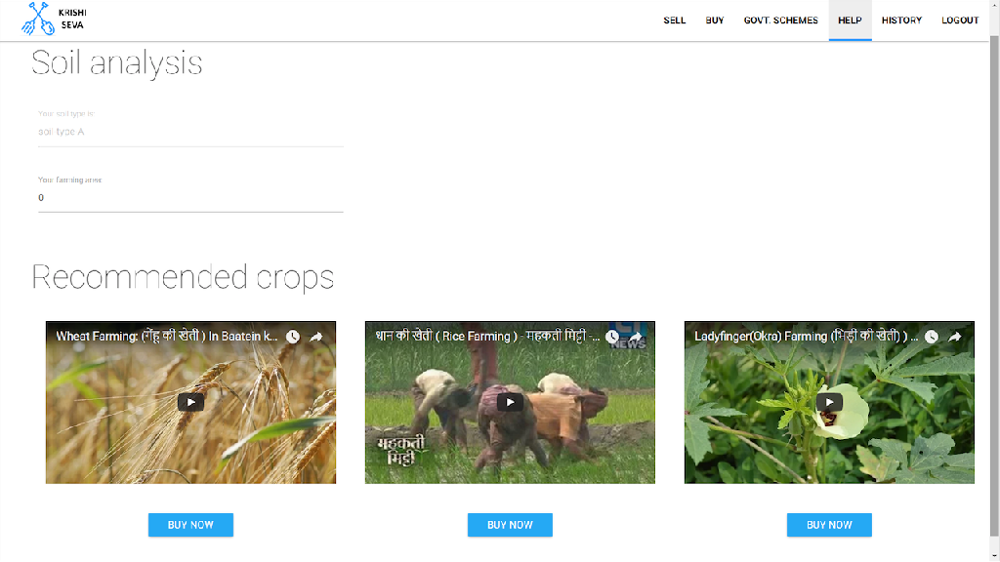 KRISHI
SEVA
SELL
BUY
GOVT. SCHEMES
HELP
HISTORY
LOGOUT
Soil analysis
Your soil type is:
soil type A
Your farming area:
0
Recommended crops
Wheat Farming: (गेंहू की खेती ) In Baatein k...
धान की खेती ( Rice Farming ) - महकती मिट्टी -...
NEWS
महकती
मिट्टी
Ladyfinger(Okra) Farming (भिंडी की खेती) ) ...
BUY NOW
BUY NOW
BUY NOW